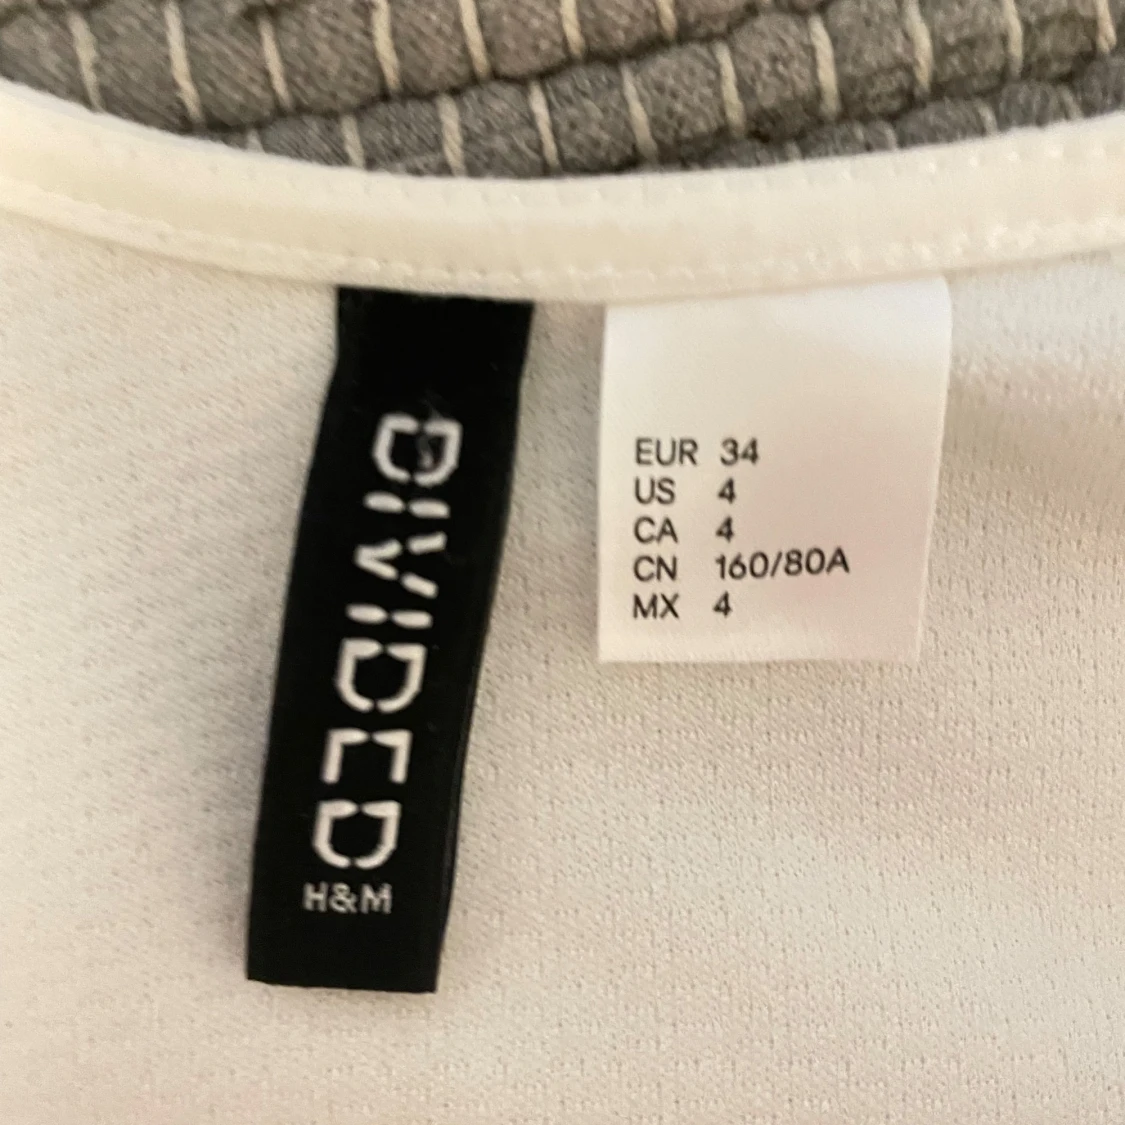 DIVIDED
H&M
EUR 34
US 4
CA 4
CN 160/80A
MX 4